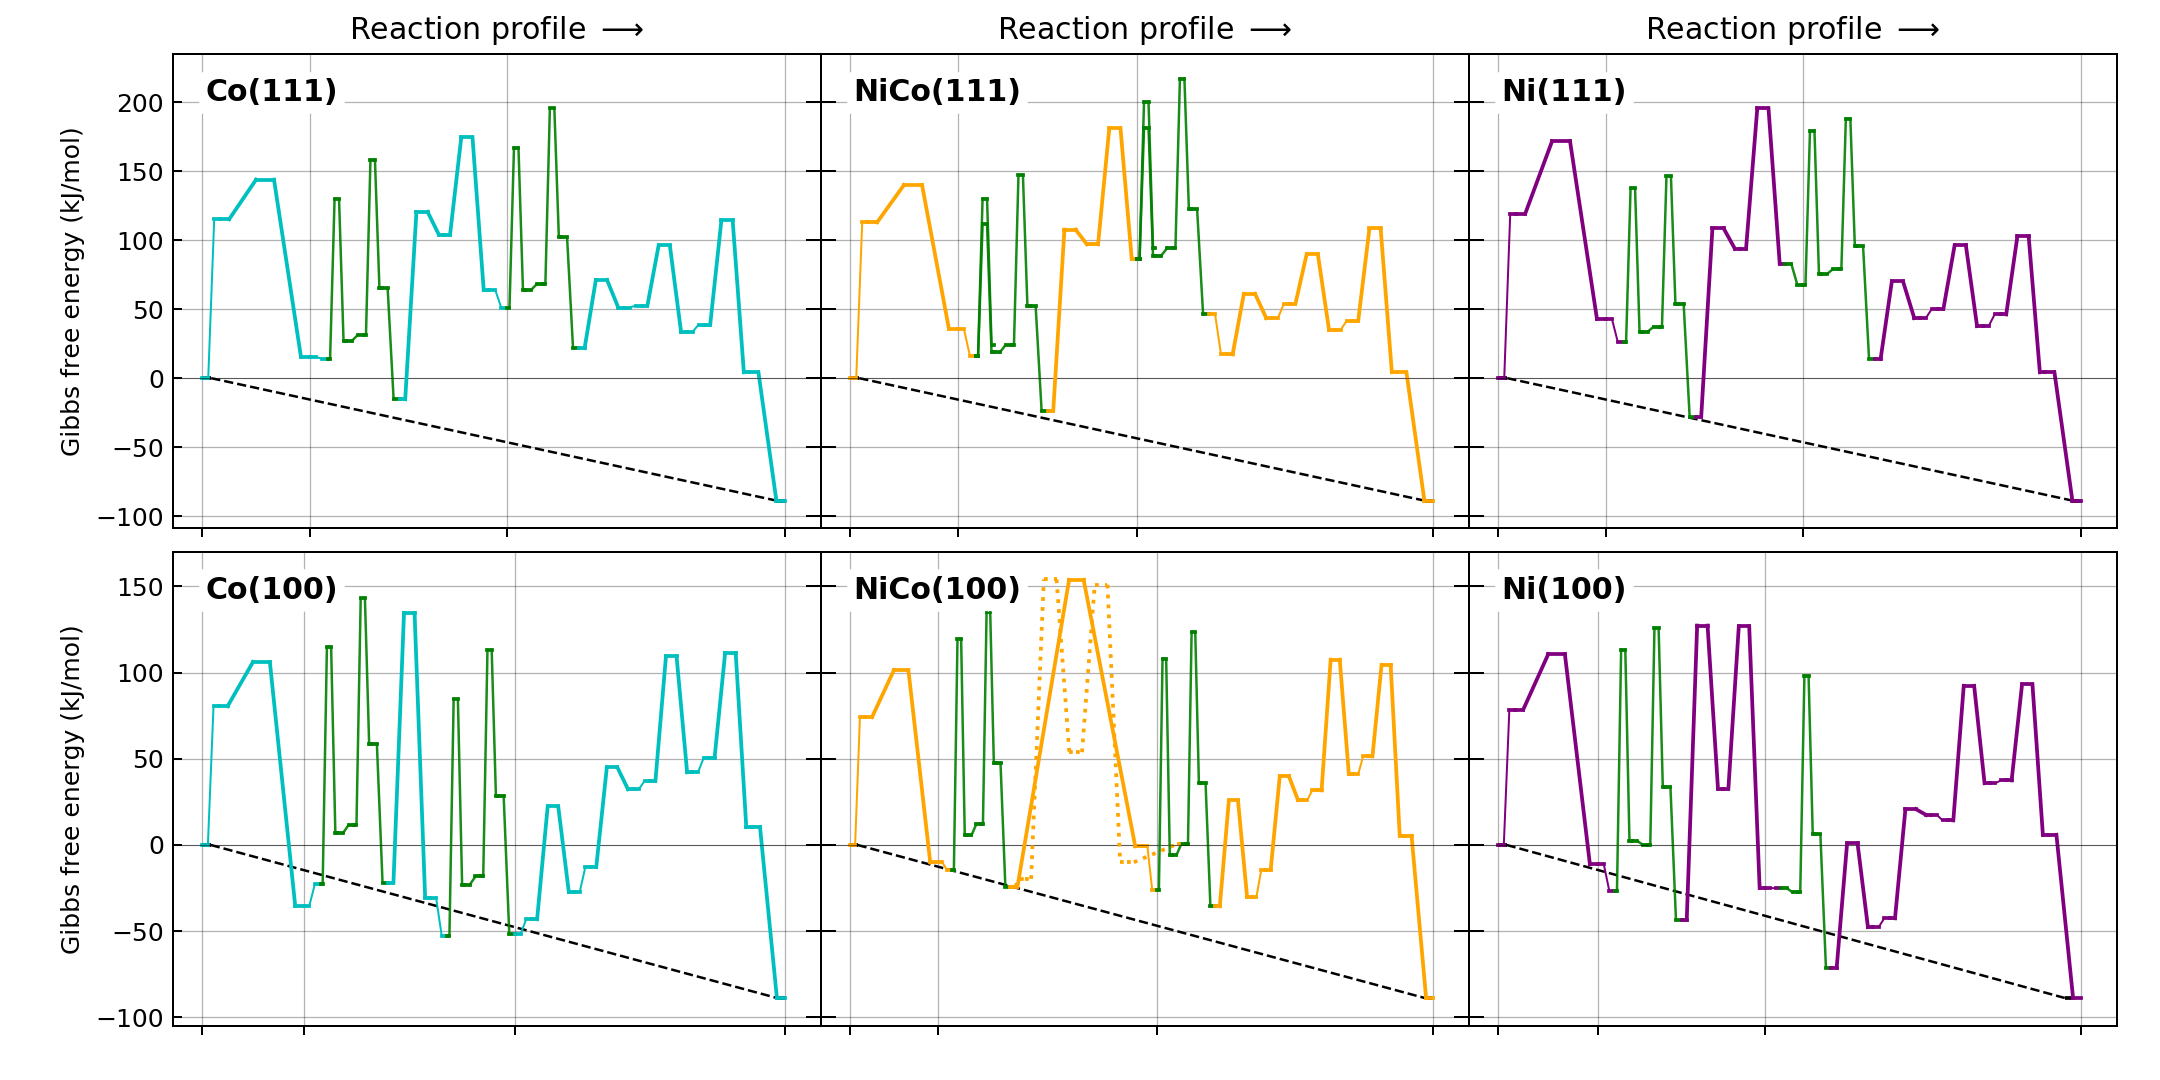 Reaction profile ⟶ Reaction profile ⟶ Reaction profile ⟶
Co(111) NiCo(111) Ni(111)
Gibbs free energy (kJ/mol)
200
150
100
50
0
−50
−100
Co(100) NiCo(100) Ni(100)
Gibbs free energy (kJ/mol)
150
100
50
0
−50
−100